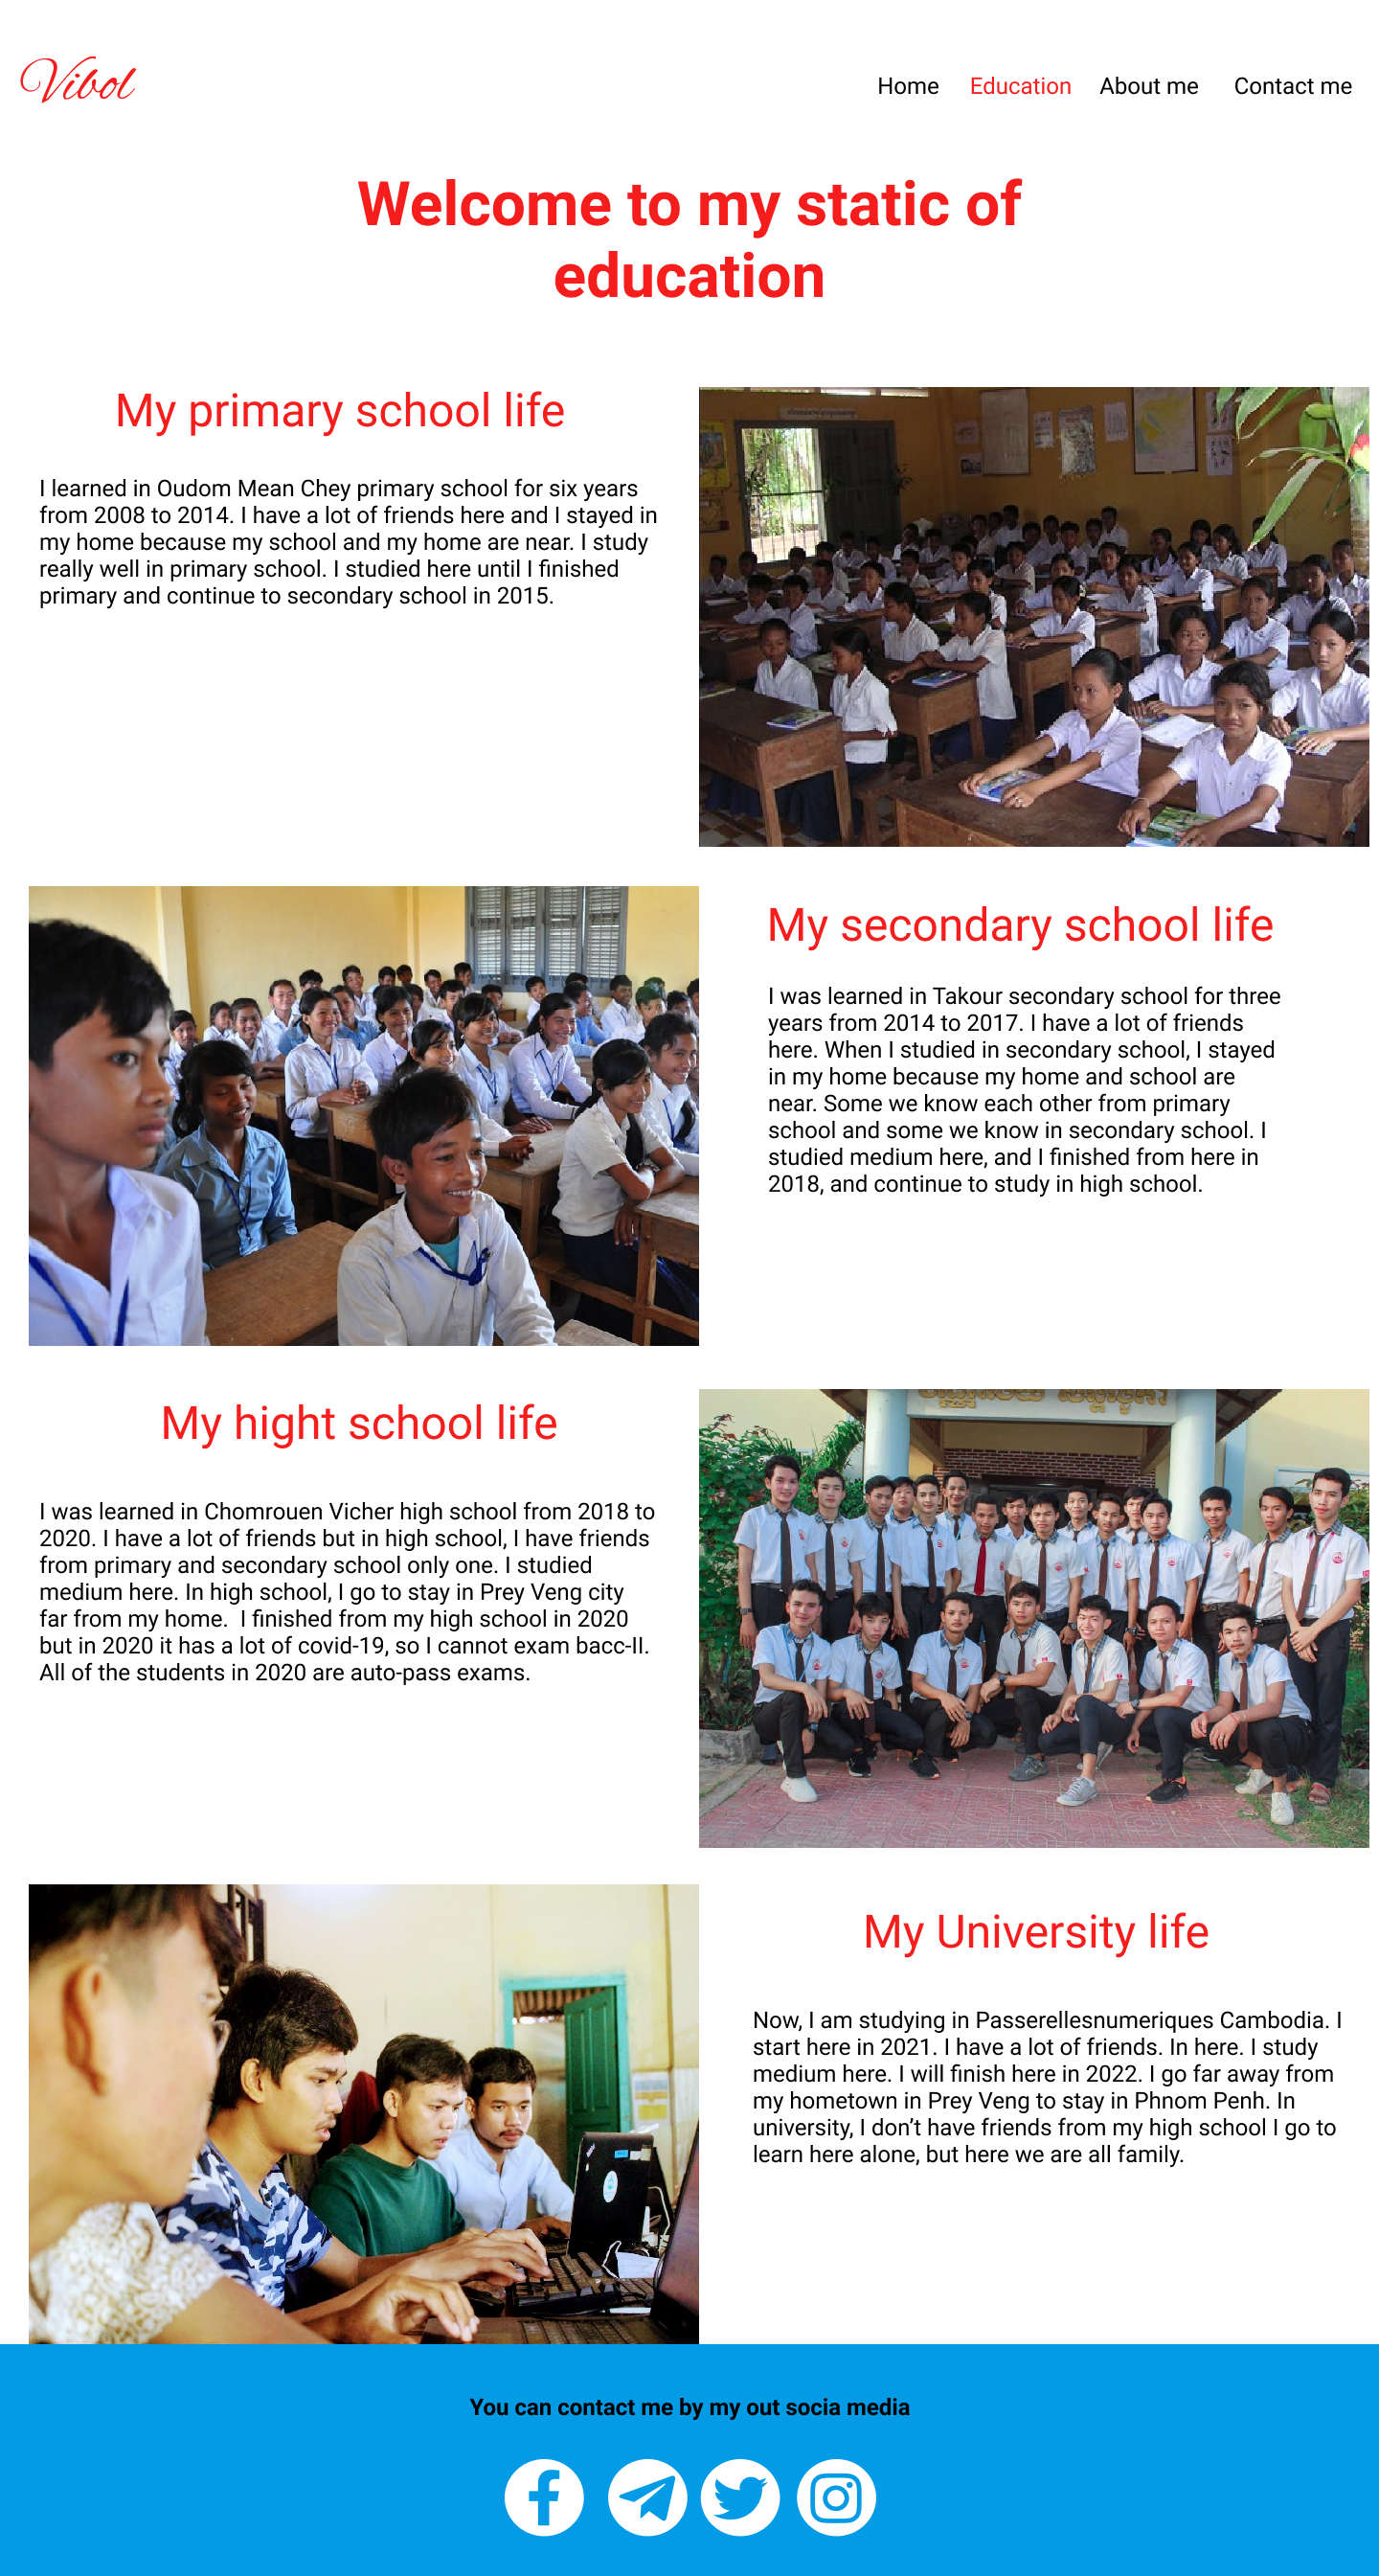 Vibol
Home Education About me Contact me
Welcome to my static of
education
My primary school life
I learned in Oudom Mean Chey primary school for six years
from 2008 to 2014. I have a lot of friends here and I stayed in
my home because my school and my home are near. I study
really well in primary school. I studied here until I finished
primary and continue to secondary school in 2015.
My secondary school life
I was learned in Takour secondary school for three
years from 2014 to 2017. I have a lot of friends
here. When I studied in secondary school, I stayed
in my home because my home and school are
near. Some we know each other from primary
school and some we know in secondary school. I
studied medium here, and I finished from here in
2018, and continue to study in high school.
My hight school life
I was learned in Chomrouen Vicher high school from 2018 to
2020. I have a lot of friends but in high school, I have friends
from primary and secondary school only one. I studied
medium here. In high school, I go to stay in Prey Veng city
far from my home.  I finished from my high school in 2020
but in 2020 it has a lot of covid-19, so I cannot exam bacc-II.
All of the students in 2020 are auto-pass exams.
My University life
Now, I am studying in Passerellesnumeriques Cambodia. I
start here in 2021. I have a lot of friends. In here. I study
medium here. I will finish here in 2022. I go far away from
my hometown in Prey Veng to stay in Phnom Penh. In
university, I don’t have friends from my high school I go to
learn here alone, but here we are all family.
You can contact me by my out socia media